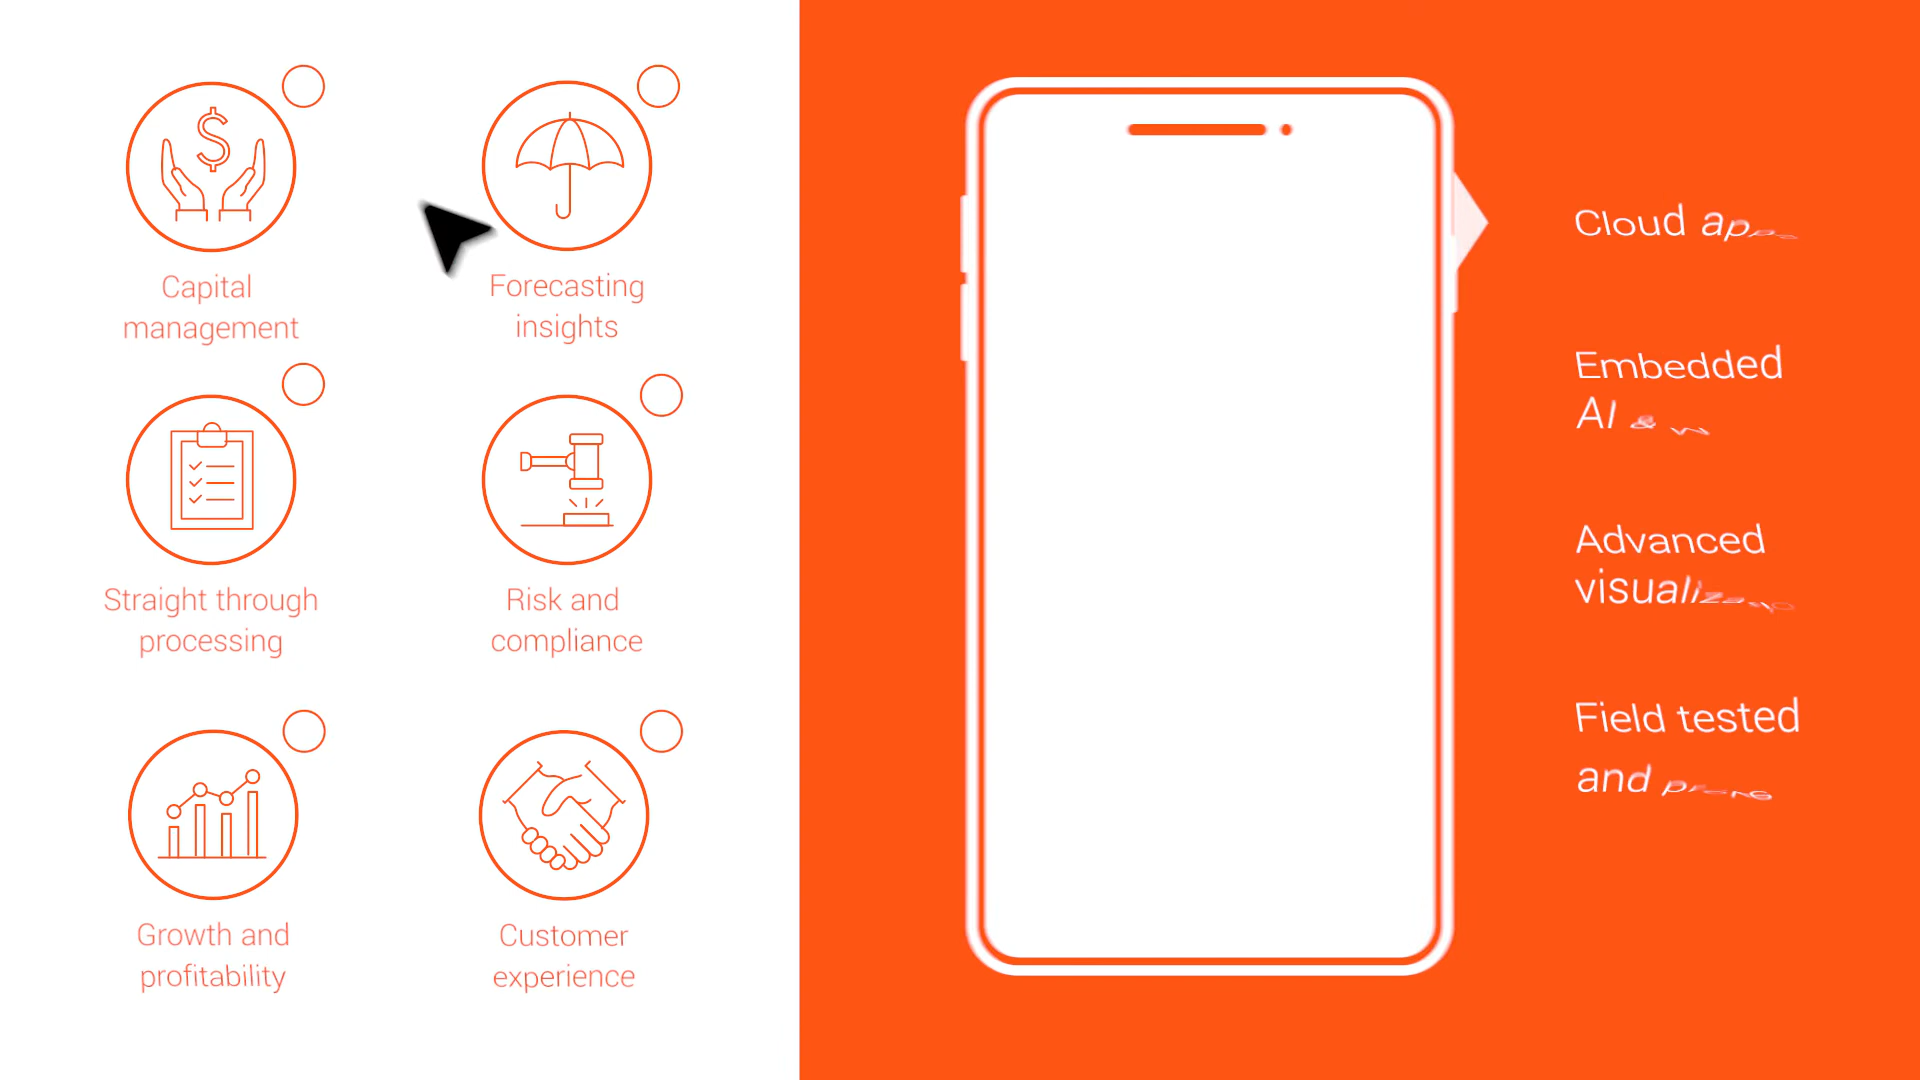 Capital
management
Forecasting
insights
Straight through
processing
Risk and
compliance
Growth and
profitability
Customer
experience
$
Cloud
Embedded
AI &
Advanced
Field tested
and